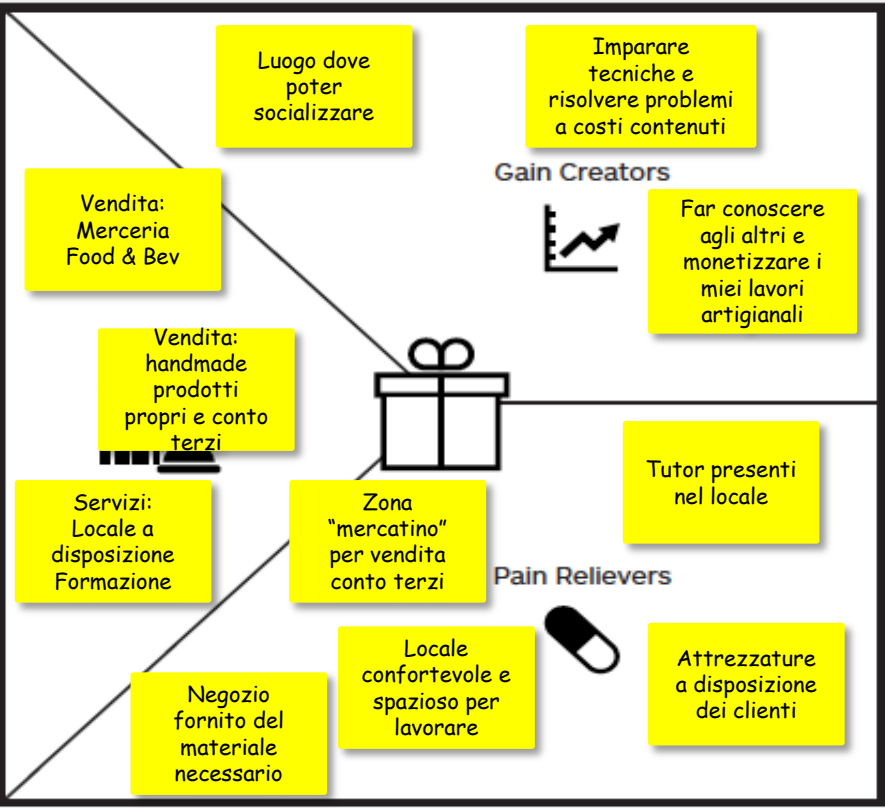 Luogo dove
poter
socializzare
Imparare
tecniche e
risolvere problemi
a costi contenuti
Gain Creators
Vendita:
Merceria
Food & Bev
Far conoscere
agli altri e
monetizzare i
miei lavori
artigianali
Vendita:
handmade
prodotti
propri e conto
terzi
Tutor presenti
nel locale
Servizi:
Locale a
disposizione
Formazione
Zona
“mercatino”
per vendita
conto terzi
Pain Relievers
Locale
confortevole e
spazioso per
lavorare
Attrezzature
a disposizione
dei clienti
Negozio
fornito del
materiale
necessario